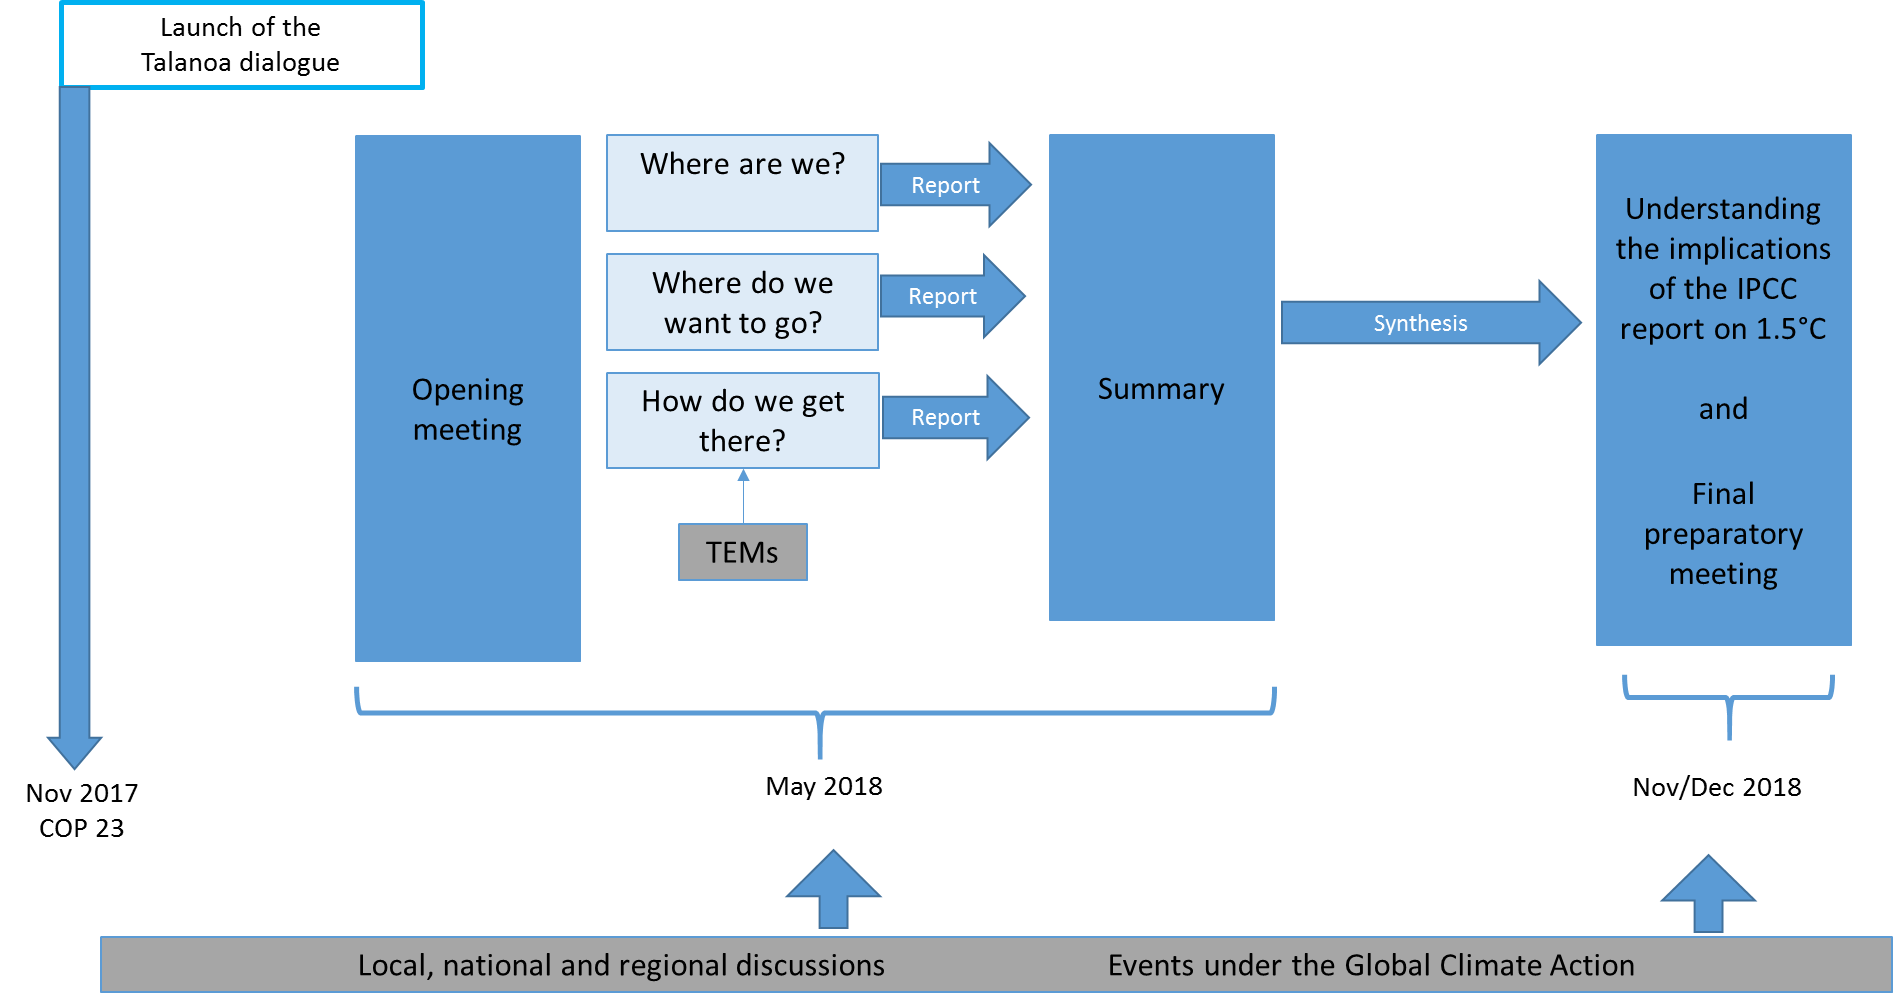 Launch of the
Talanoa dialogue
Opening
meeting
Where are we?
Report
Where do we
want to go?
Report
How do we get
there?
Report
TEMs
Summary
Synthesis
Understanding
the implications
of the IPCC
report on 1.5°C
and
Final
preparatory
meeting
Nov 2017
COP 23
May 2018
Nov/Dec 2018
Local, national and regional discussions
Events under the Global Climate Action